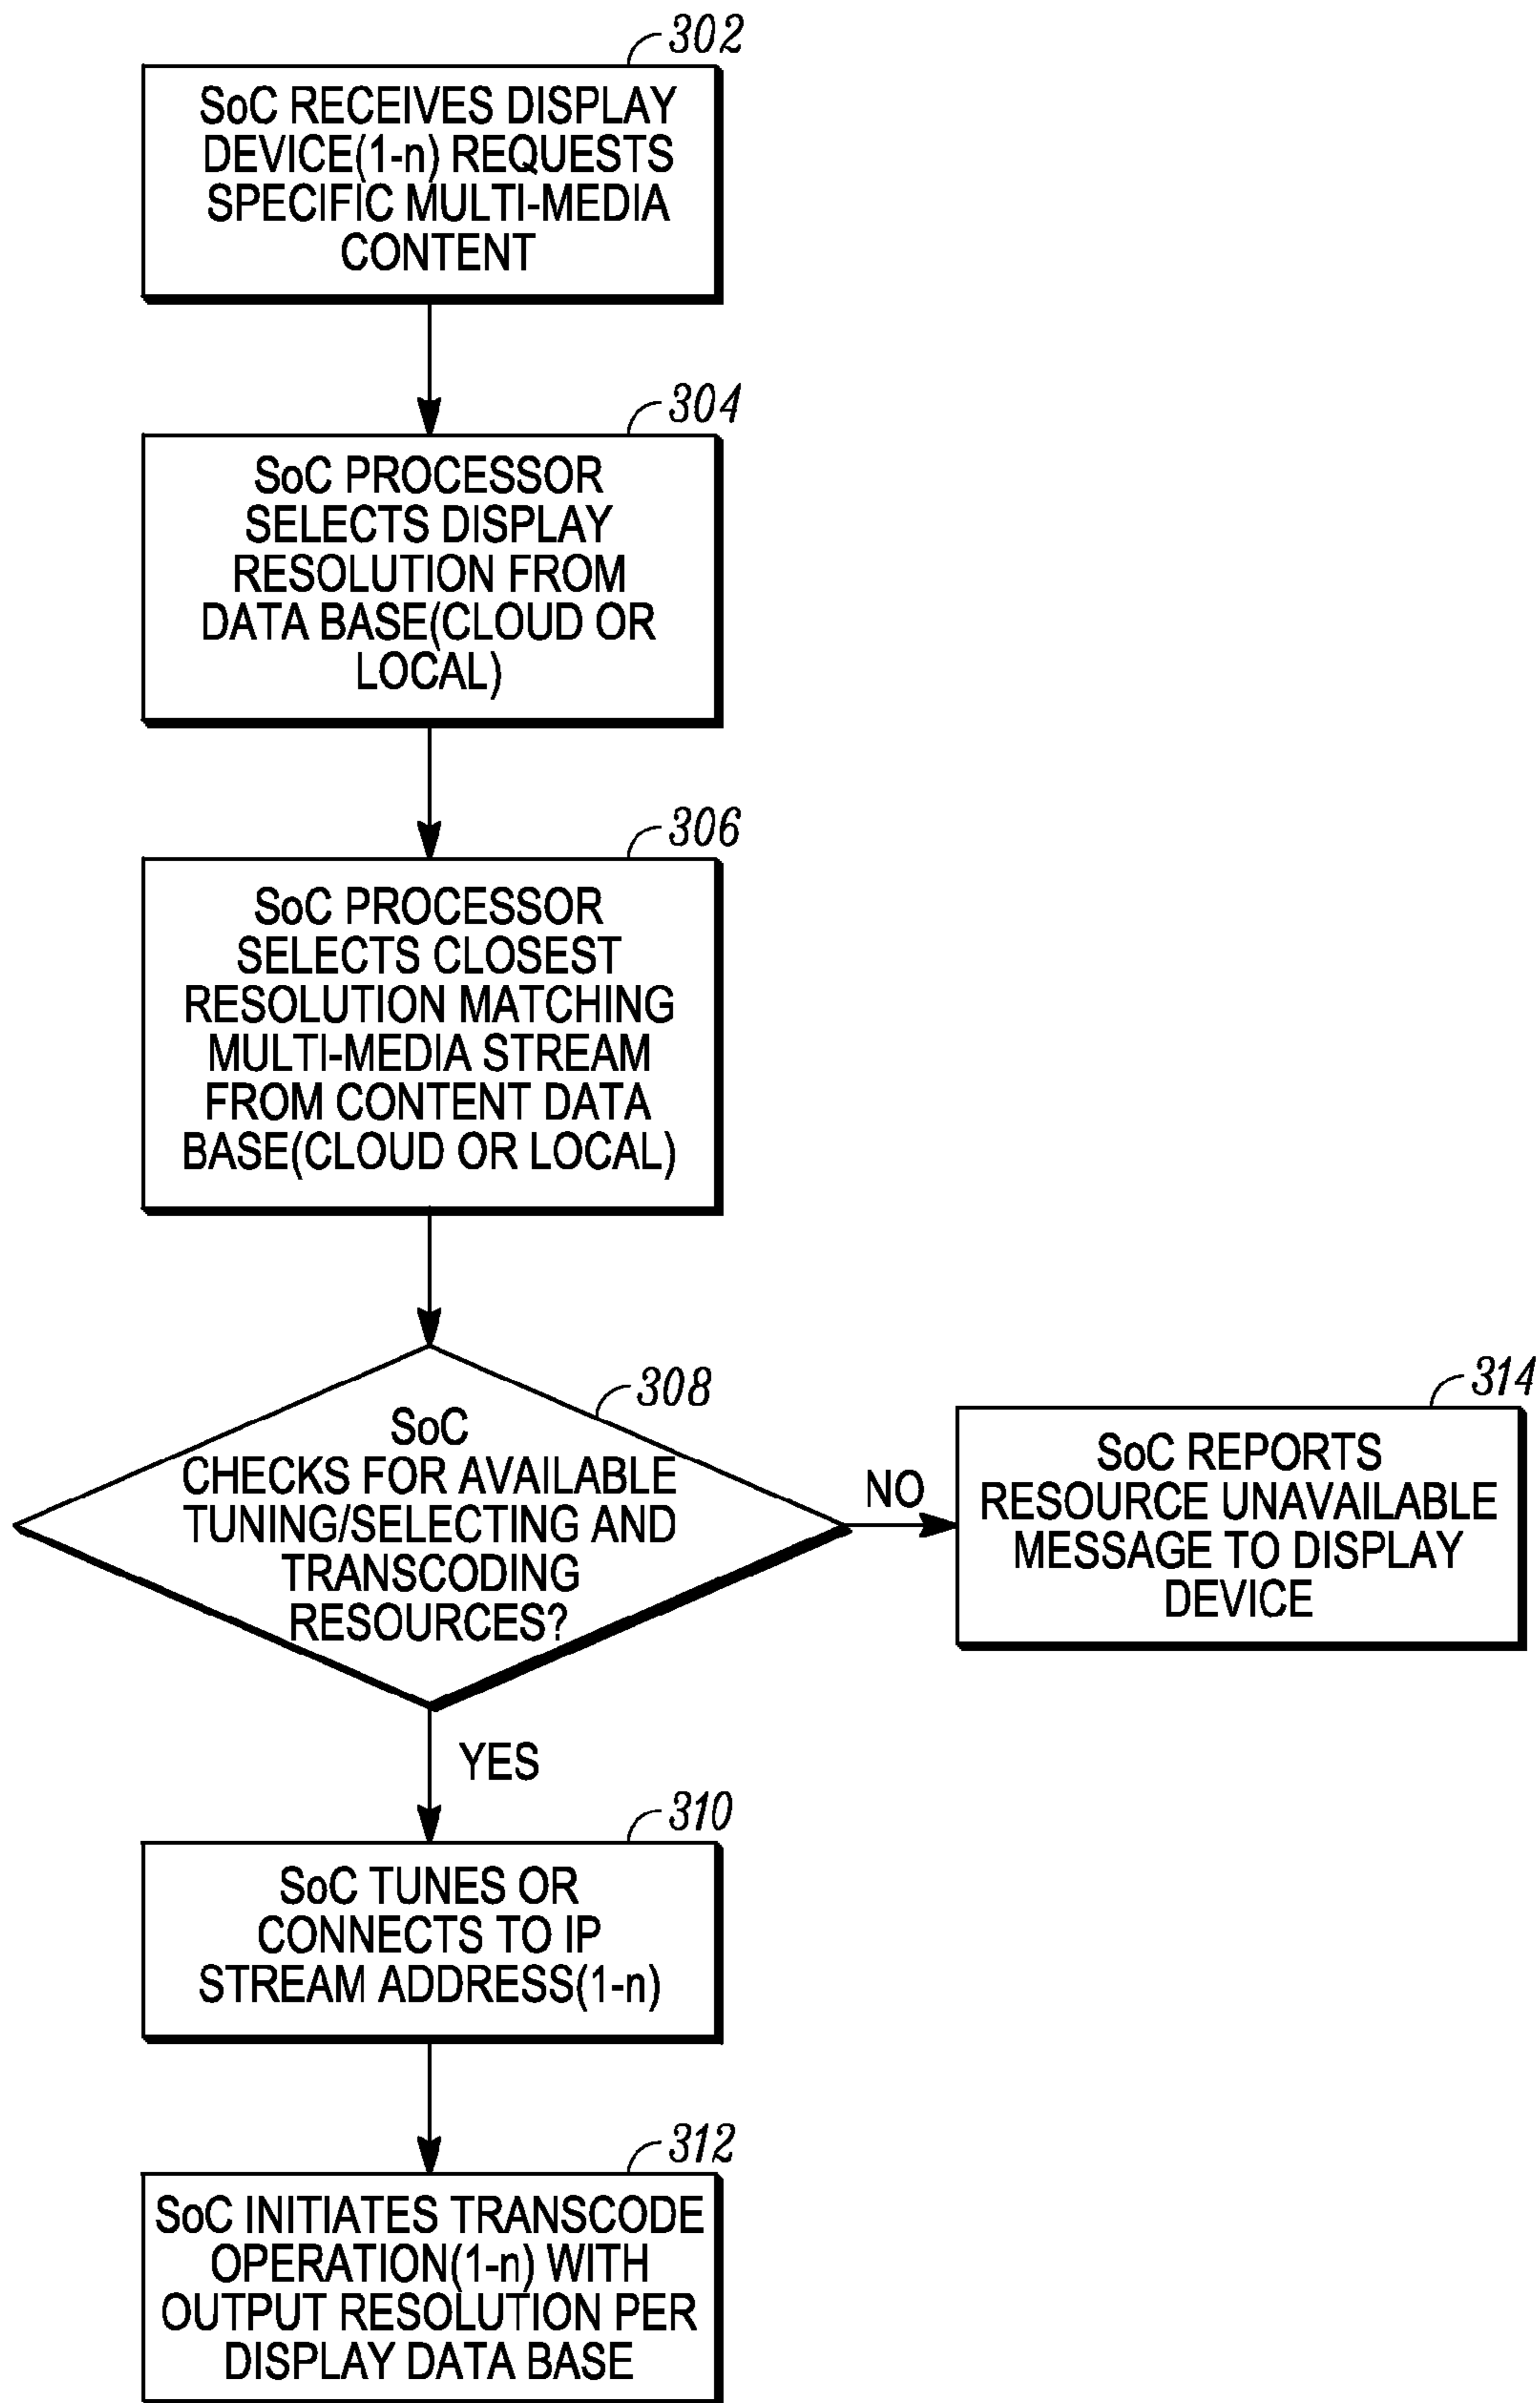 302
SoC RECEIVES DISPLAY
DEVICE(1-n) REQUESTS
SPECIFIC MULTI-MEDIA
CONTENT
304
SoC PROCESSOR
SELECTS DISPLAY
RESOLUTION FROM
DATA BASE(CLOUD OR
LOCAL)
306
SoC PROCESSOR
SELECTS CLOSEST
RESOLUTION MATCHING
MULTI-MEDIA STREAM
FROM CONTENT DATA
BASE(CLOUD OR LOCAL)
308
SoC
CHECKS FOR AVAILABLE
TUNING/SELECTING AND
TRANSCODING
RESOURCES?
NO
314
SoC REPORTS
RESOURCE UNAVAILABLE
MESSAGE TO DISPLAY
DEVICE
YES
310
SoC TUNES OR
CONNECTS TO IP
STREAM ADDRESS(1-n)
312
SoC INITIATES TRANSCODE
OPERATION(1-n) WITH
OUTPUT RESOLUTION PER
DISPLAY DATA BASE